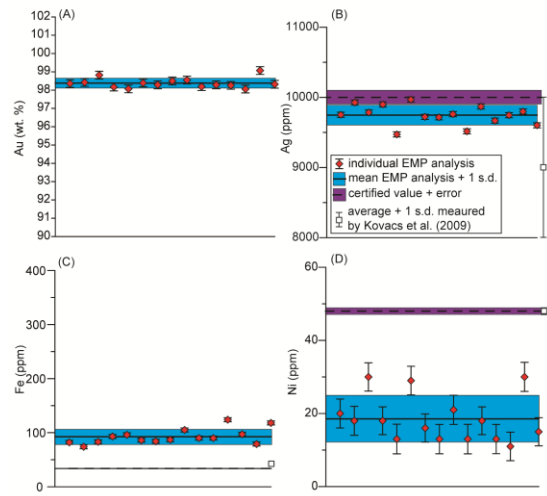 (A)
102
101
100
99
98
97
96
95
94
93
92
91
90
Au (wt. %)
(B)
10000
9000
8000
Ag (ppm)
individual EMP analysis
mean EMP analysis + 1 s.d.
certified value + error
average + 1 s.d. meaured
by Kovacs et al. (2009)
(C)
400
300
200
100
0
Fe (ppm)
(D)
60
40
20
0
Ni (ppm)